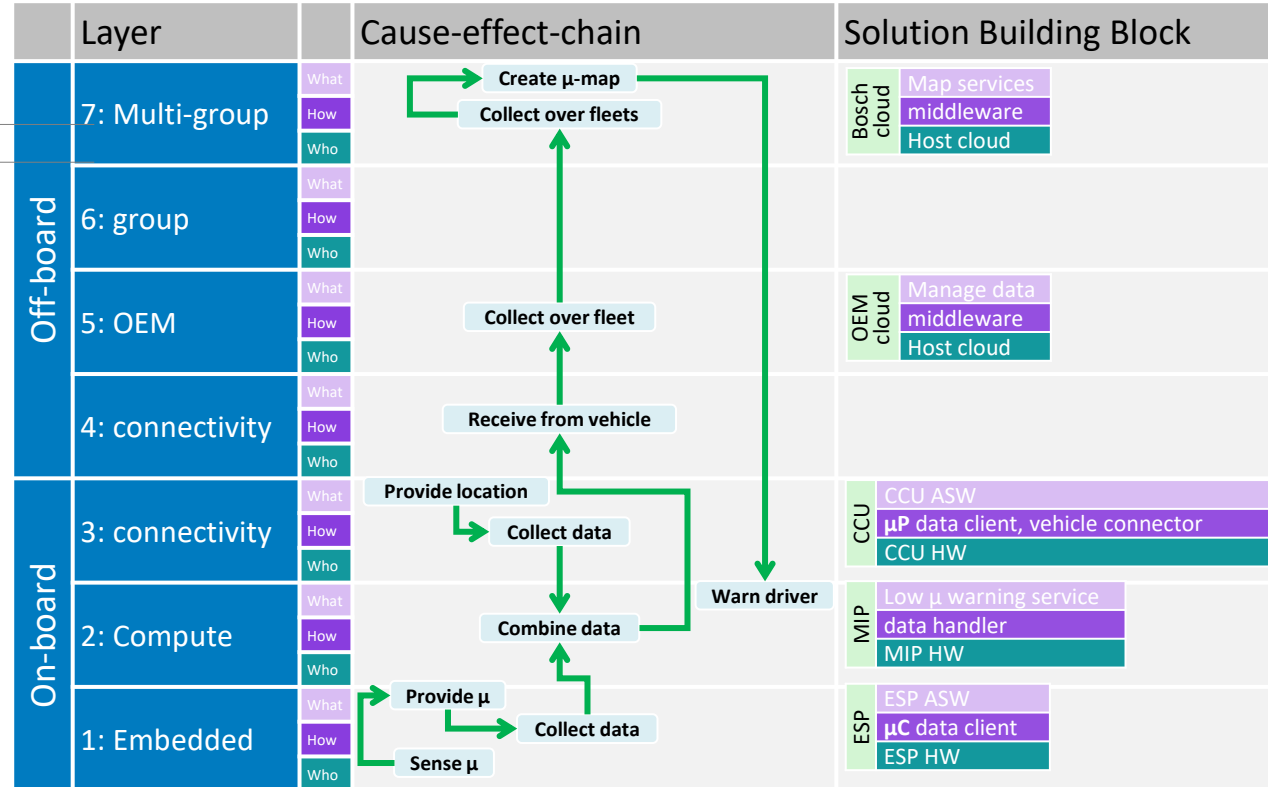 Layer
Cause-effect-chain
Solution Building Block
Off-board
7: Multi-group
What
How
Who
Create µ-map
Collect over fleets
Bosch
cloud
Map services
middleware
Host cloud
6: group
What
How
Who
5: OEM
What
How
Who
Collect over fleet
OEM
cloud
Manage data
middleware
Host cloud
4: connectivity
What
How
Who
Receive from vehicle
On-board
3: connectivity
What
How
Who
Provide location
Collect data
CCU
CCU ASW
µP data client, vehicle connector
CCU HW
2: Compute
What
How
Who
Warn driver
Combine data
MIP
Low µ warning service
data handler
MIP HW
1: Embedded
What
How
Who
Provide µ
Collect data
Sense µ
ESP
ESP ASW
µC data client
ESP HW